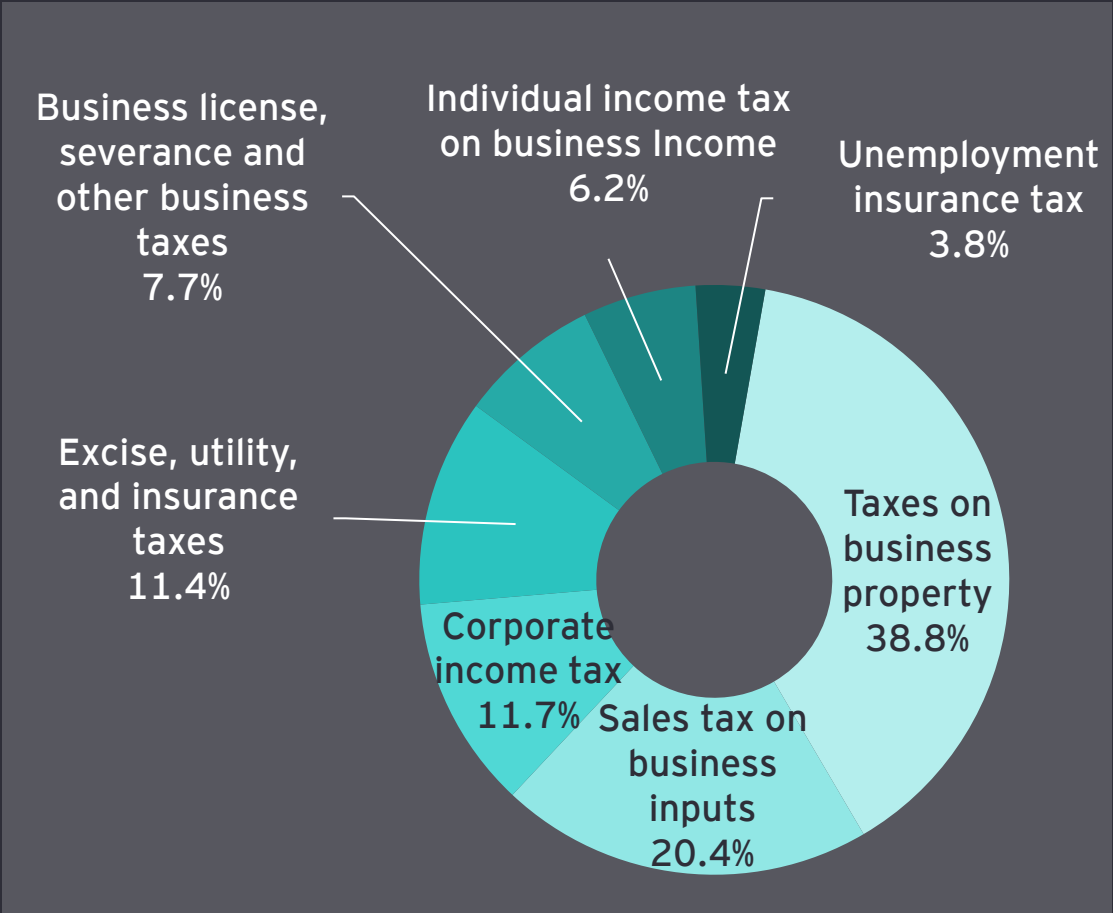 Business license,
severance and
other business
taxes
7.7%
Individual income tax
on business Income
6.2%
Unemployment
insurance tax
3.8%
Excise, utility,
and insurance
taxes
11.4%
Taxes on
business
property
38.8%
Corporate
income tax
11.7%
Sales tax on
business
inputs
20.4%